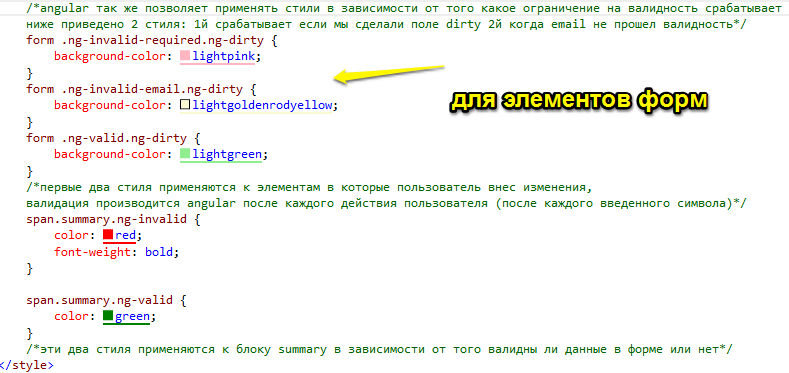 /*angular так же позволяет применять стили в зависимости от того какое ограничение на валидность срабатывает
ниже приведено 2 стиля: 1й срабатывает если мы сделали поле dirty 2й когда email не прошел валидность*/
form .ng-invalid-required.ng-dirty {
background-color: lightpink;
}
form .ng-invalid-email.ng-dirty {
background-color: lightgoldenrodyellow;
}
для элементов форм
form .ng-valid.ng-dirty {
background-color: lightgreen;
}
/*первые два стиля применяются к элементам в которые пользователь внес изменения,
валидация производится angular после каждого действия пользователя (после каждого введенного символа)*/
span.summary.ng-invalid {
color: red;
font-weight: bold;
}
span.summary.ng-valid {
color: green;
}
/*эти два стиля применяются к блоку summary в зависимости от того валидны ли данные в форме или нет*/
</style>